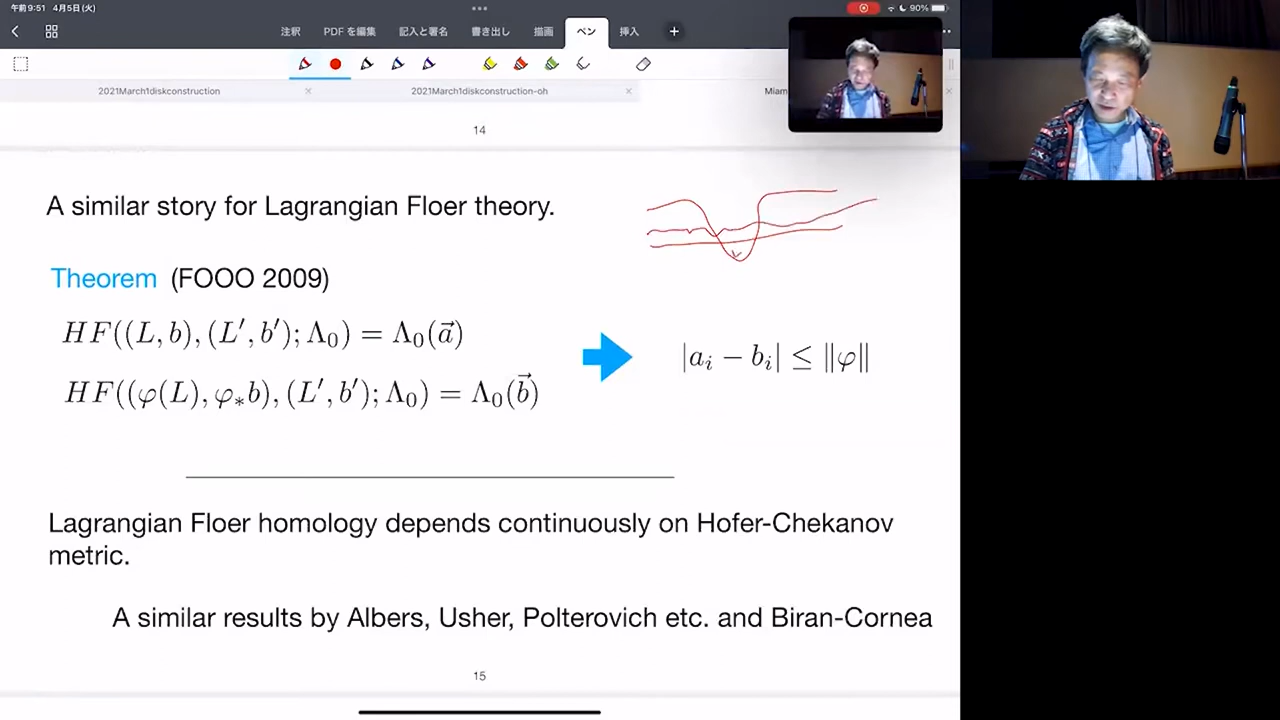 午前9:51 4月5日(火)
90%
注釈 PDF を編集 記入と署名 書き出し 描画 ペン 挿入
2021March1diskconstruction × 2021March1diskconstruction-oh × Miam ×
14
A similar story for Lagrangian Floer theory.
Theorem (FOOO 2009)
HF((L, b), (L′, b′); Λ₀) = Λ₀(a⃗)
|aᵢ − bᵢ| ≤ ‖φ‖
HF((φ(L), φ∗b), (L′, b′); Λ₀) = Λ₀(b⃗)
Lagrangian Floer homology depends continuously on Hofer-Chekanov
metric.
A similar results by Albers, Usher, Polterovich etc. and Biran-Cornea
15